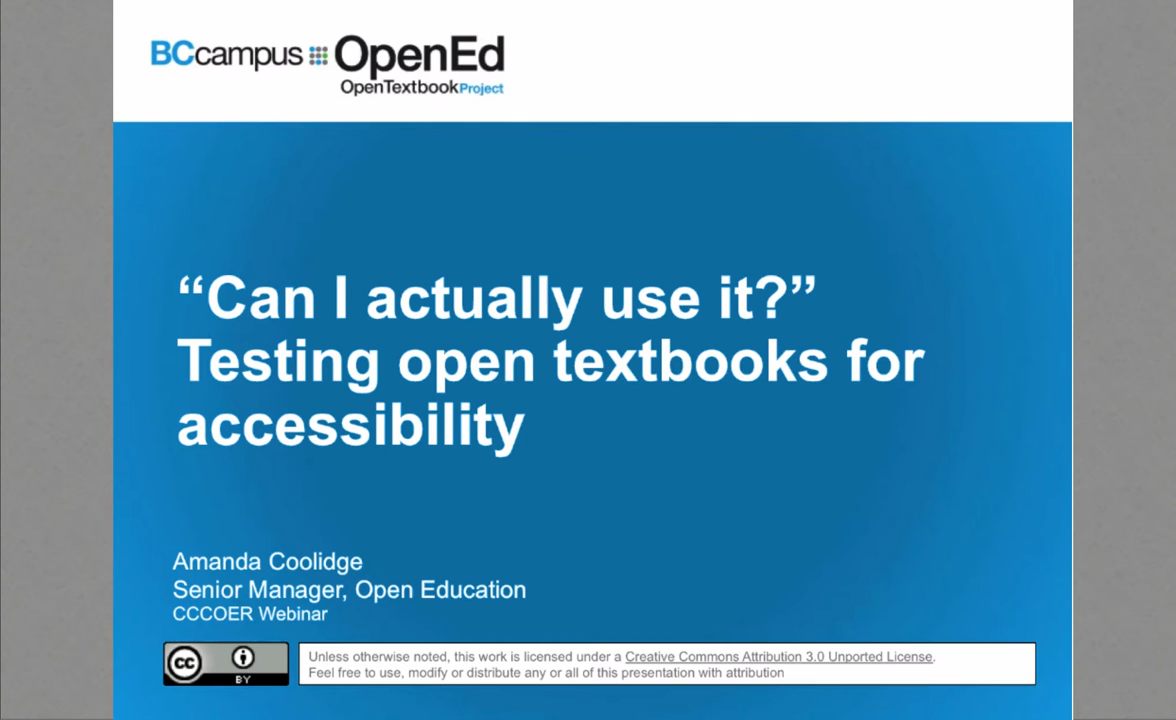 BCcampus OpenEd
OpenTextbookProject
“Can I actually use it?”
Testing open textbooks for
accessibility
Amanda Coolidge
Senior Manager, Open Education
CCCOER Webinar
cc
BY
Unless otherwise noted, this work is licensed under a Creative Commons Attribution 3.0 Unported License.
Feel free to use, modify or distribute any or all of this presentation with attribution